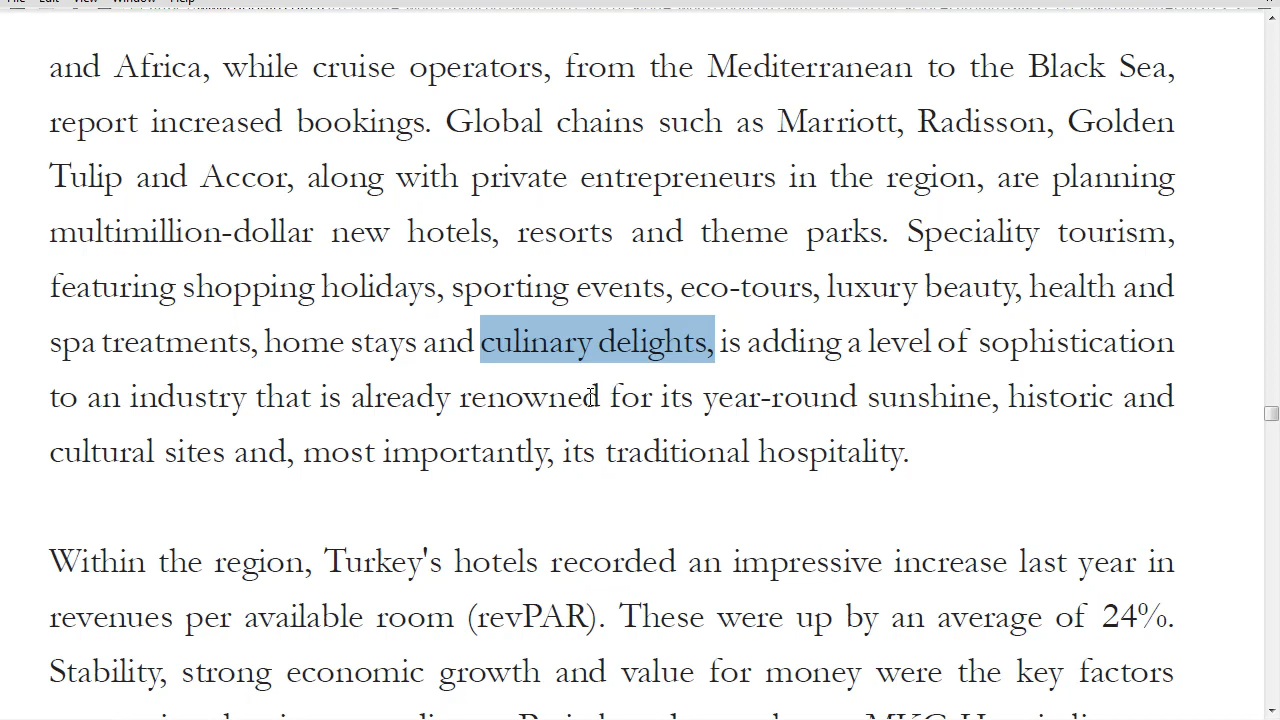 File Edit View Window Help
and Africa, while cruise operators, from the Mediterranean to the Black Sea,
report increased bookings. Global chains such as Marriott, Radisson, Golden
Tulip and Accor, along with private entrepreneurs in the region, are planning
multimillion-dollar new hotels, resorts and theme parks. Speciality tourism,
featuring shopping holidays, sporting events, eco-tours, luxury beauty, health and
spa treatments, home stays and culinary delights, is adding a level of sophistication
to an industry that is already renowned for its year-round sunshine, historic and
cultural sites and, most importantly, its traditional hospitality.
Within the region, Turkey's hotels recorded an impressive increase last year in
revenues per available room (revPAR). These were up by an average of 24%.
Stability, strong economic growth and value for money were the key factors